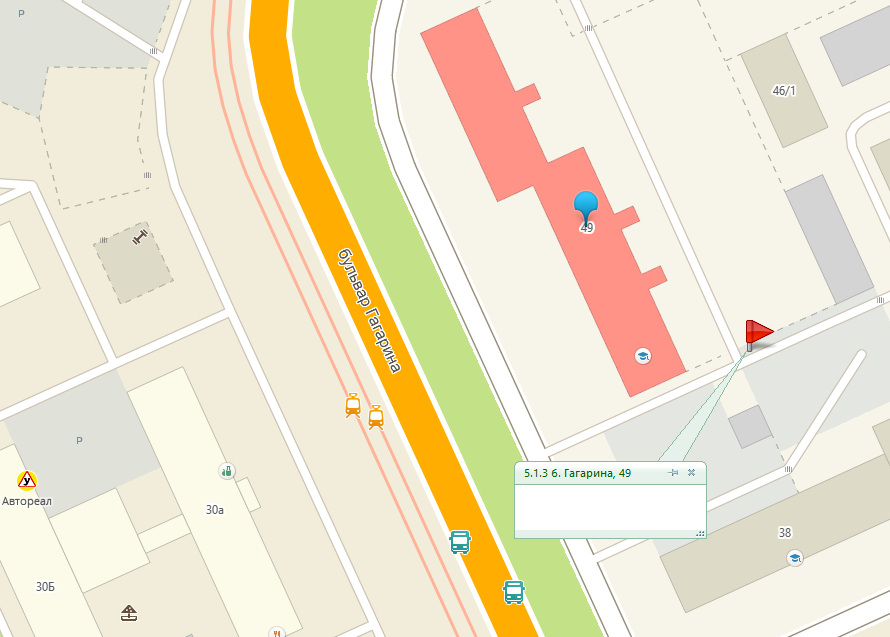 P
46/1
49
бульвар Гагарина
P
У
Автореал
30а
5.1.3 б. Гагарина, 49
38
30Б